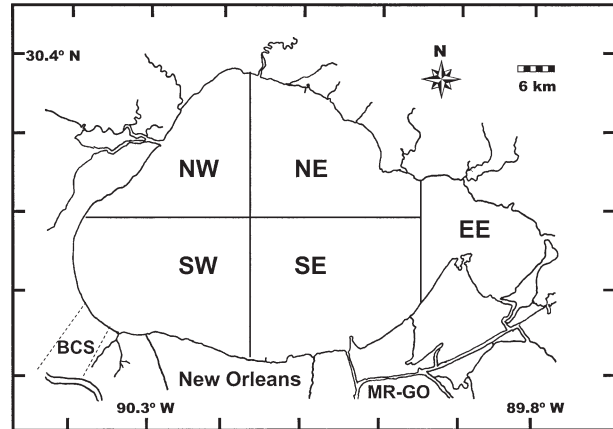 30.4° N
N
6 km
NW
NE
EE
SW
SE
BCS
New Orleans
MR-GO
90.3° W
89.8° W